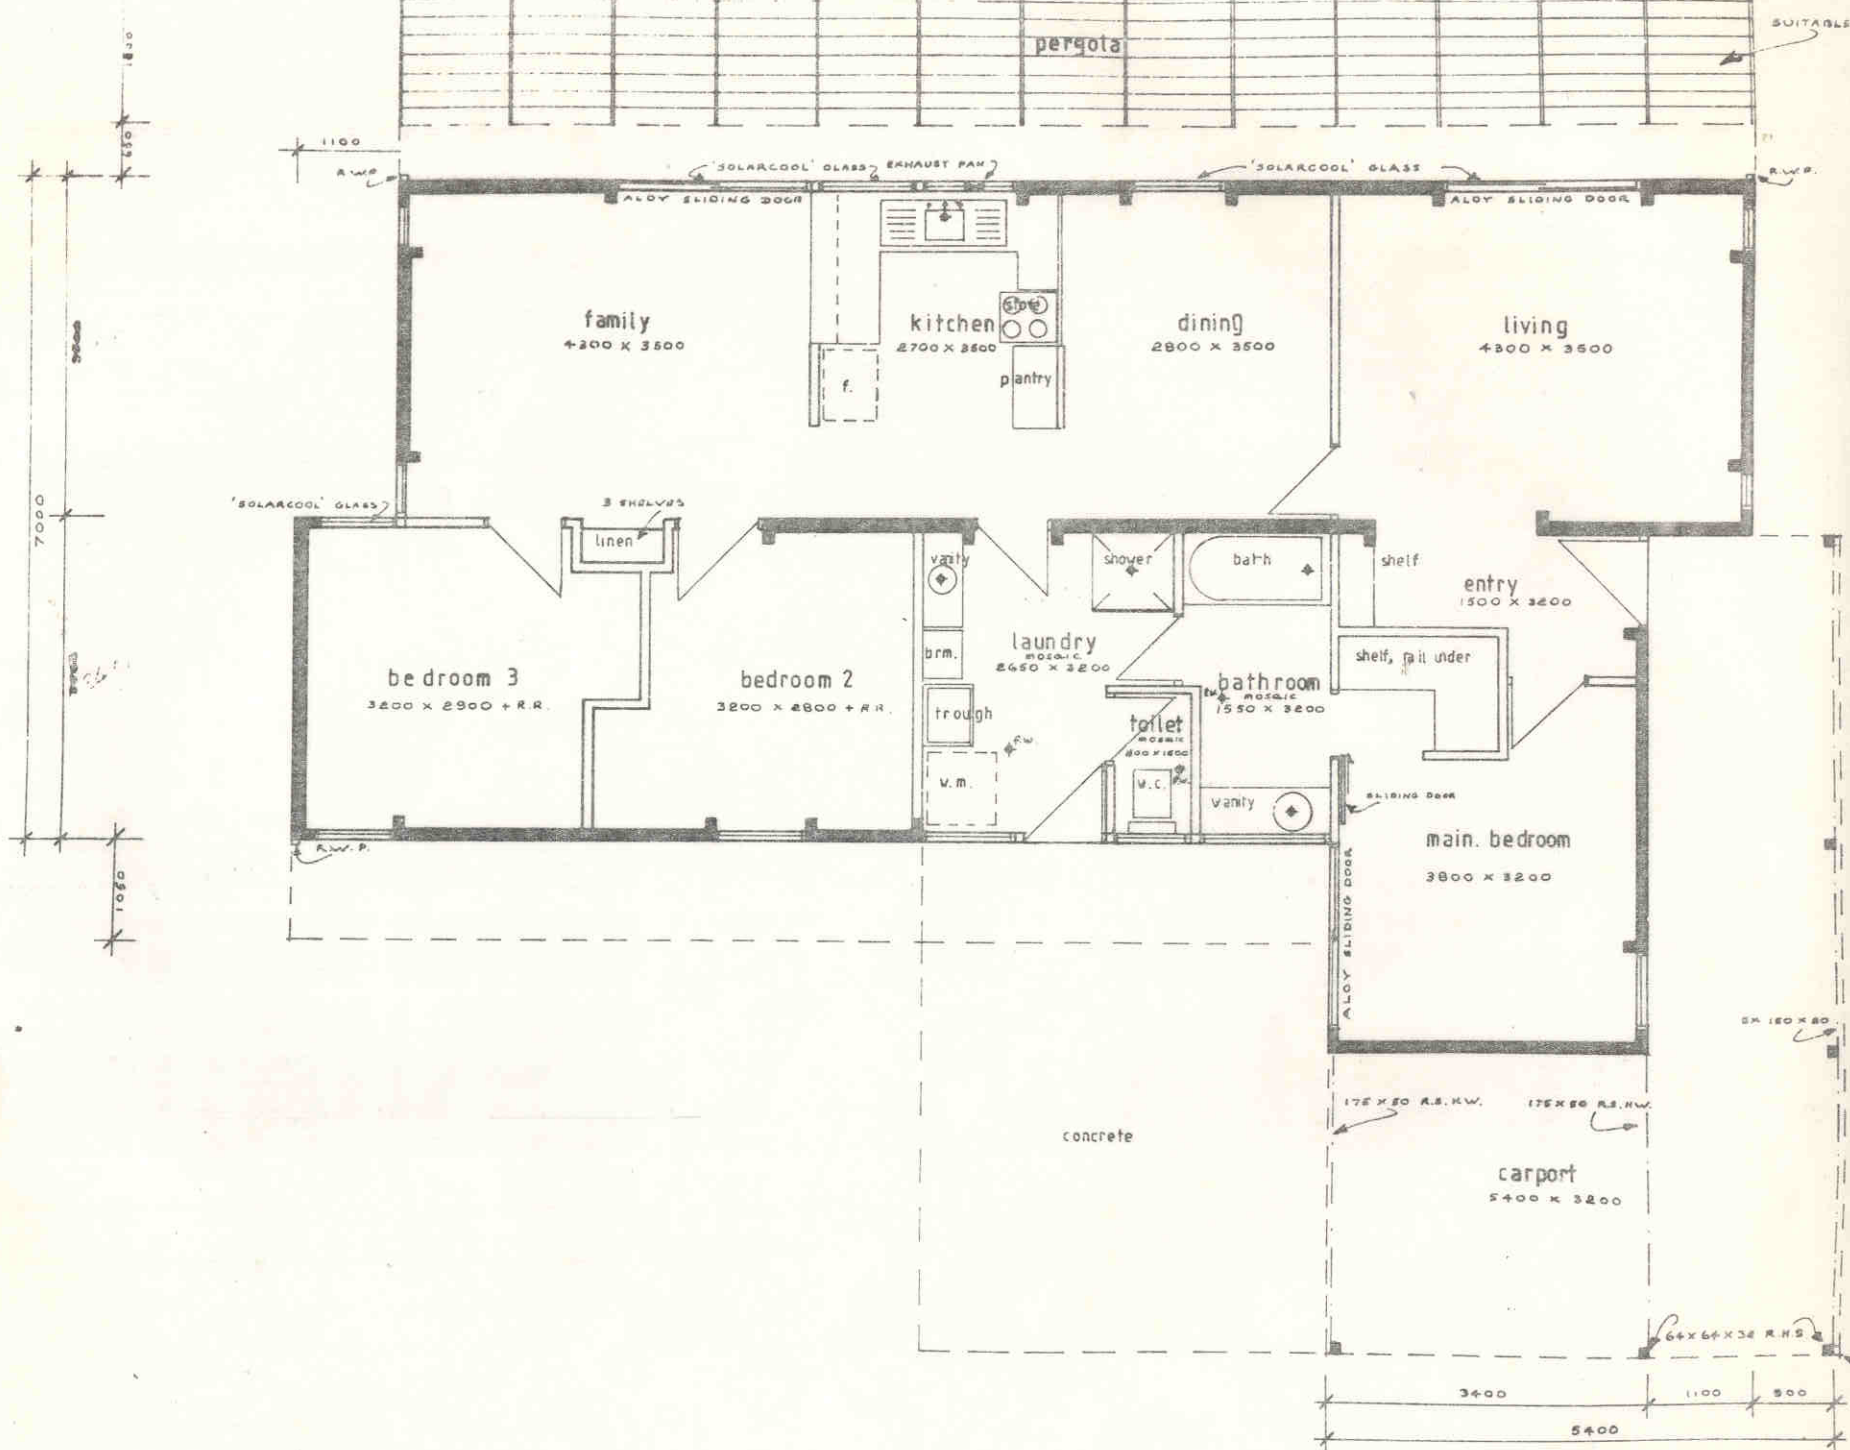 SUITABLE
pergola
650
1100
R.W.P.
'SOLARCOOL' GLASS
EXHAUST FAN
'SOLARCOOL' GLASS
R.W.P.
ALOY SLIDING DOOR
ALOY SLIDING DOOR
family
4300 X 3500
kitchen
2700 X 3500
stove
dining
2800 X 3500
living
4300 X 3500
f.
pantry
7000
'SOLARCOOL' GLASS
3 SHELVES
linen
vanity
shower
bath
shelf
entry
1500 X 3200
laundry
mosaic
2650 X 3200
brm.
shelf, rail under
bedroom 3
3200 X 2900 + R.R.
bedroom 2
3200 X 2800 + R.R.
bathroom
mosaic
1550 X 3200
trough
toilet
mosaic
F.W.
w.c.
w.m.
vanity
SLIDING DOOR
main. bedroom
3800 X 3200
R.W.P.
1050
ALOY SLIDING DOOR
175 X 50 R.S.H.W.
175 X 50 R.S.H.W.
concrete
carport
5400 X 3200
64 X 64 X 32 R.H.S
3400
1100
900
5400